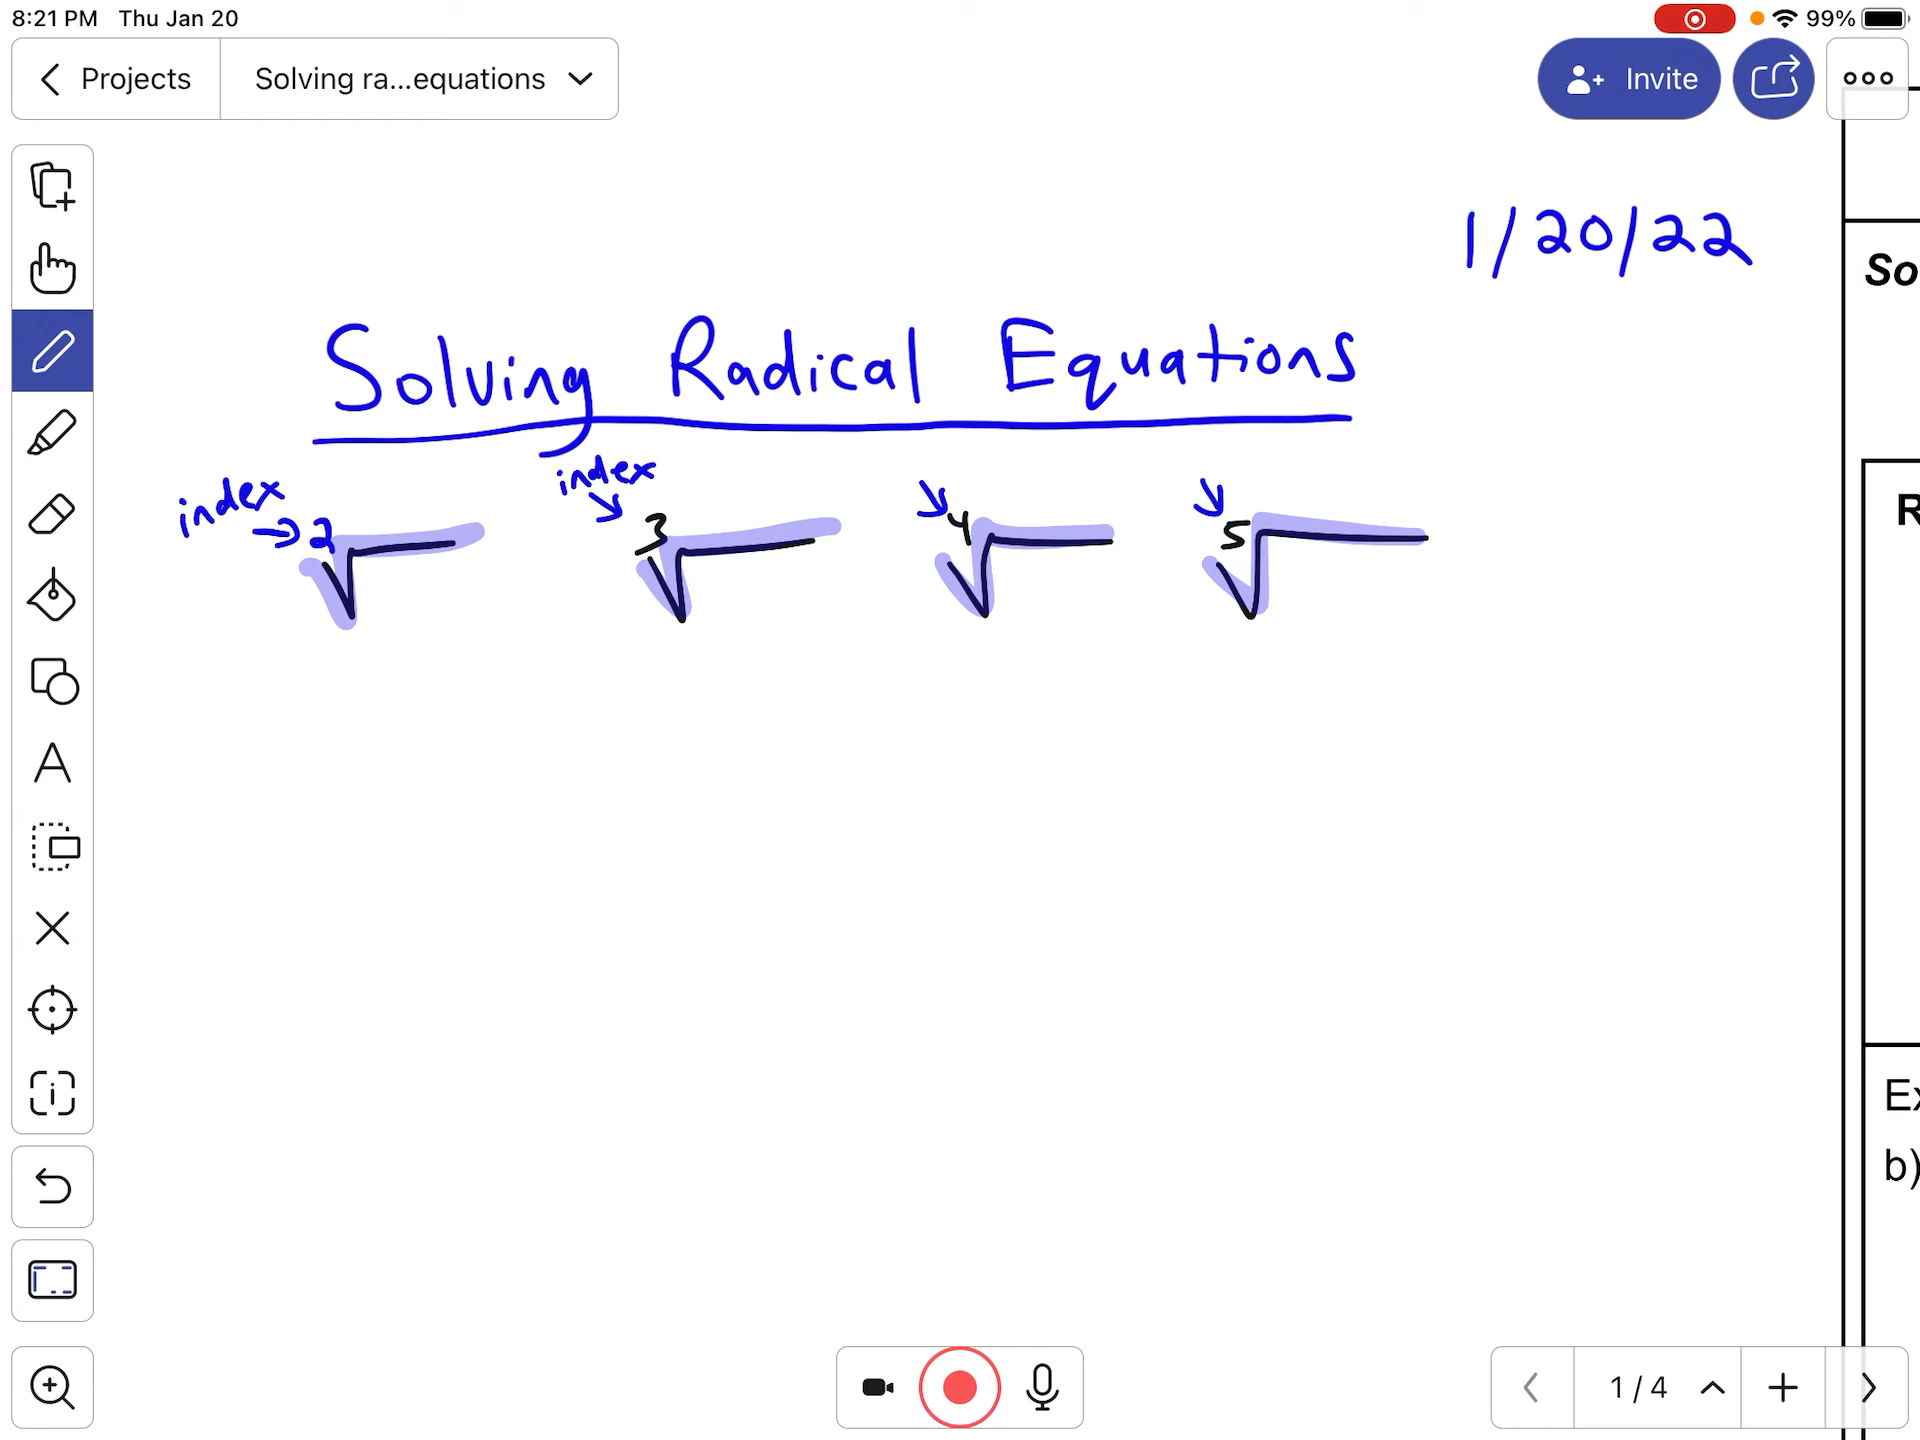 8:21 PM Thu Jan 20
99%
Projects
Solving ra...equations
Invite
1/20/22
So
Solving Radical Equations
index
index
→ 2√
3√
4√
5√
R
A
Ex
b)
1 / 4